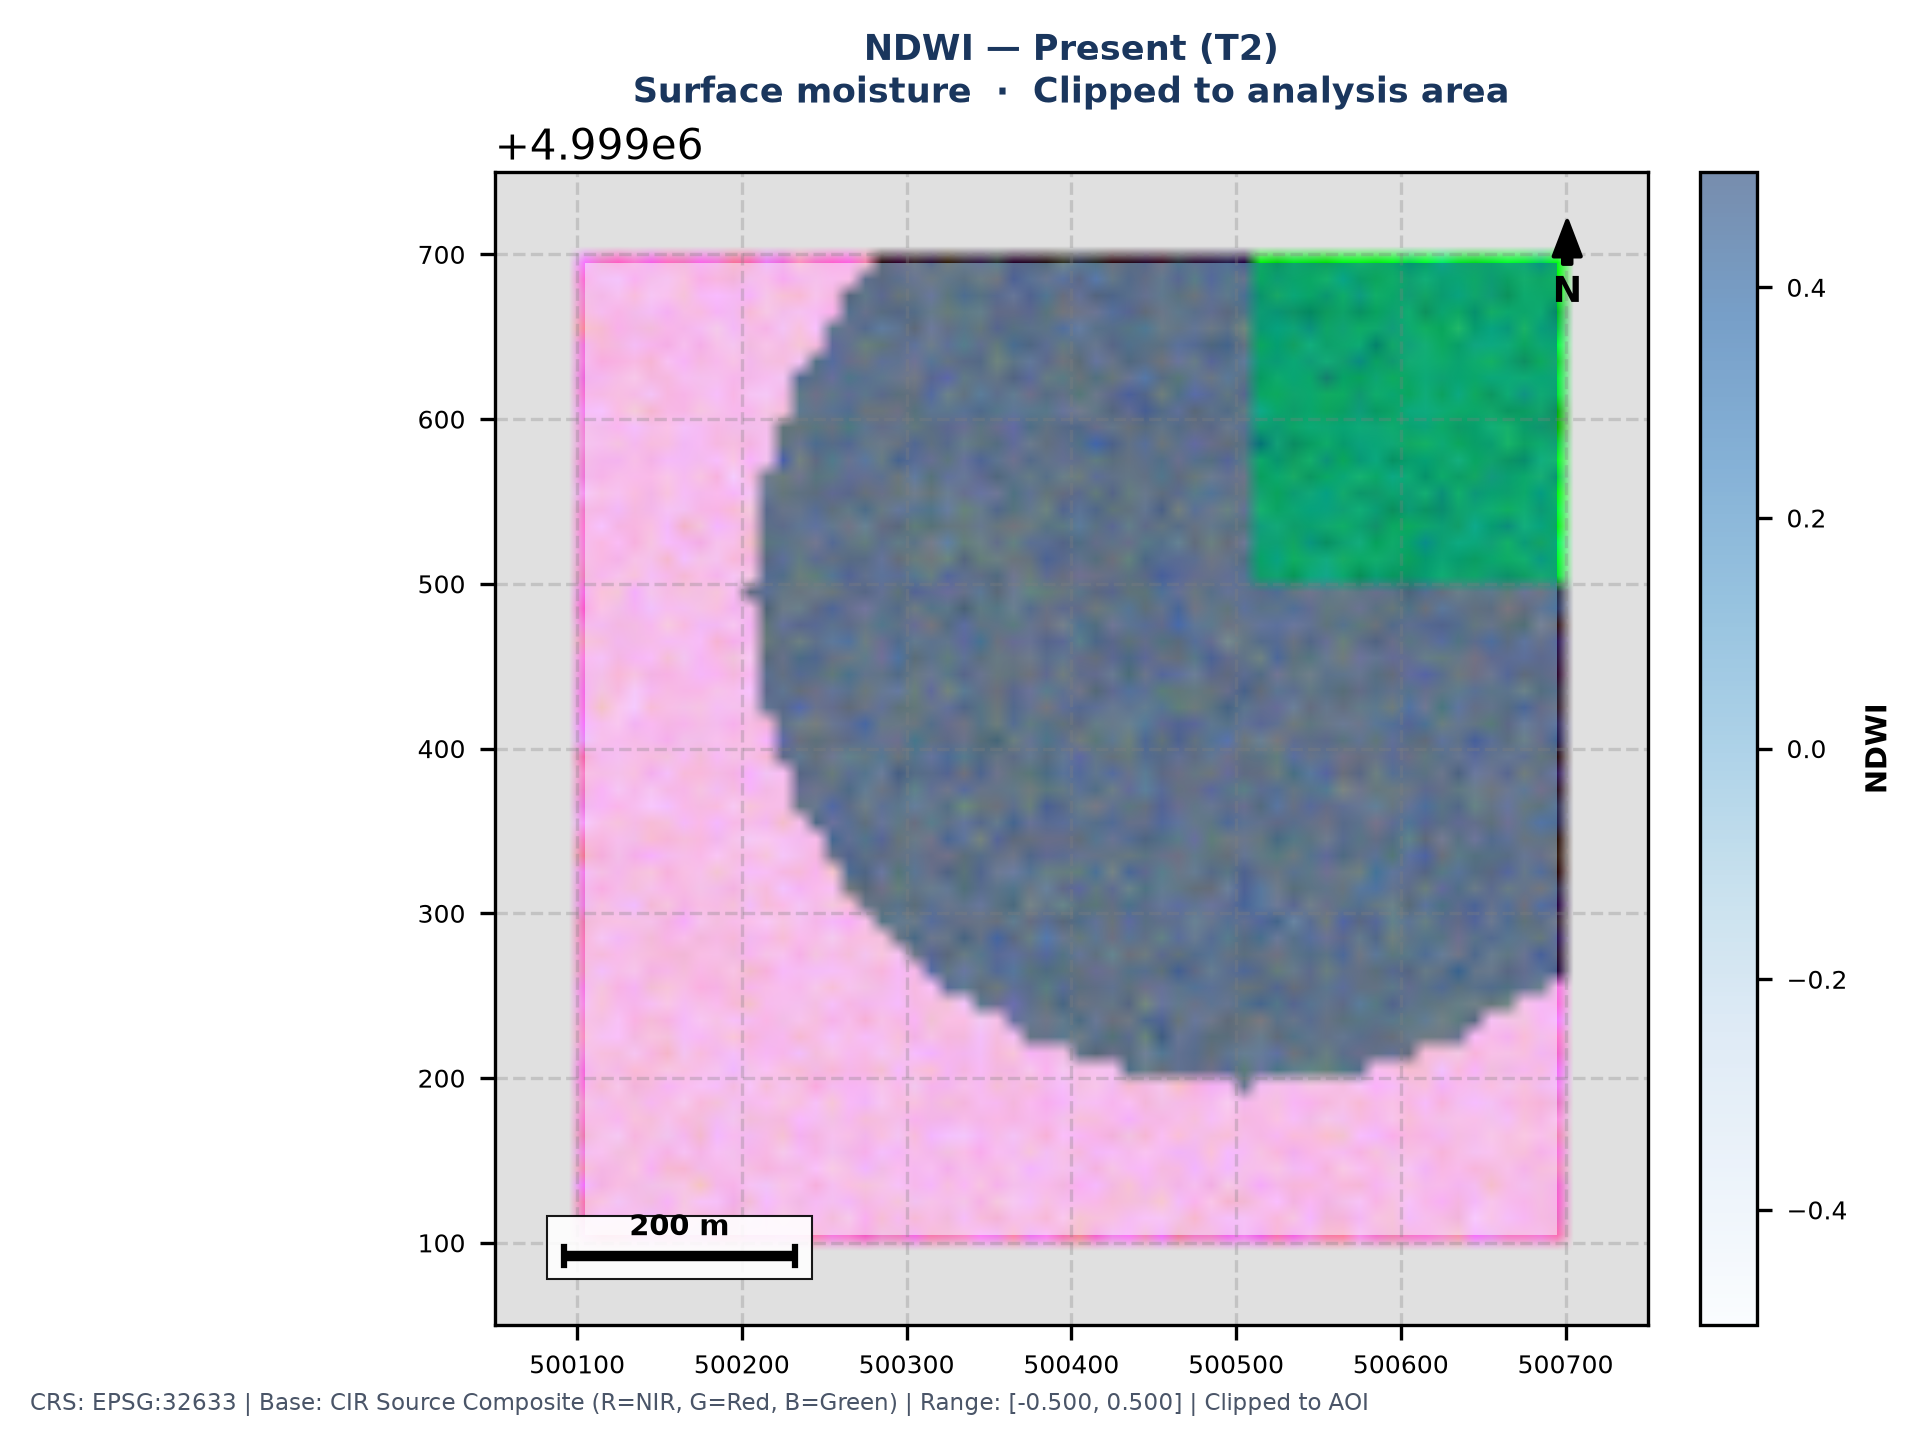 NDWI — Present (T2)
Surface moisture · Clipped to analysis area
+4.999e6
700
600
500
400
300
200
100
N
200 m
500100 500200 500300 500400 500500 500600 500700
0.4
0.2
0.0
−0.2
−0.4
NDWI
CRS: EPSG:32633 | Base: CIR Source Composite (R=NIR, G=Red, B=Green) | Range: [-0.500, 0.500] | Clipped to AOI